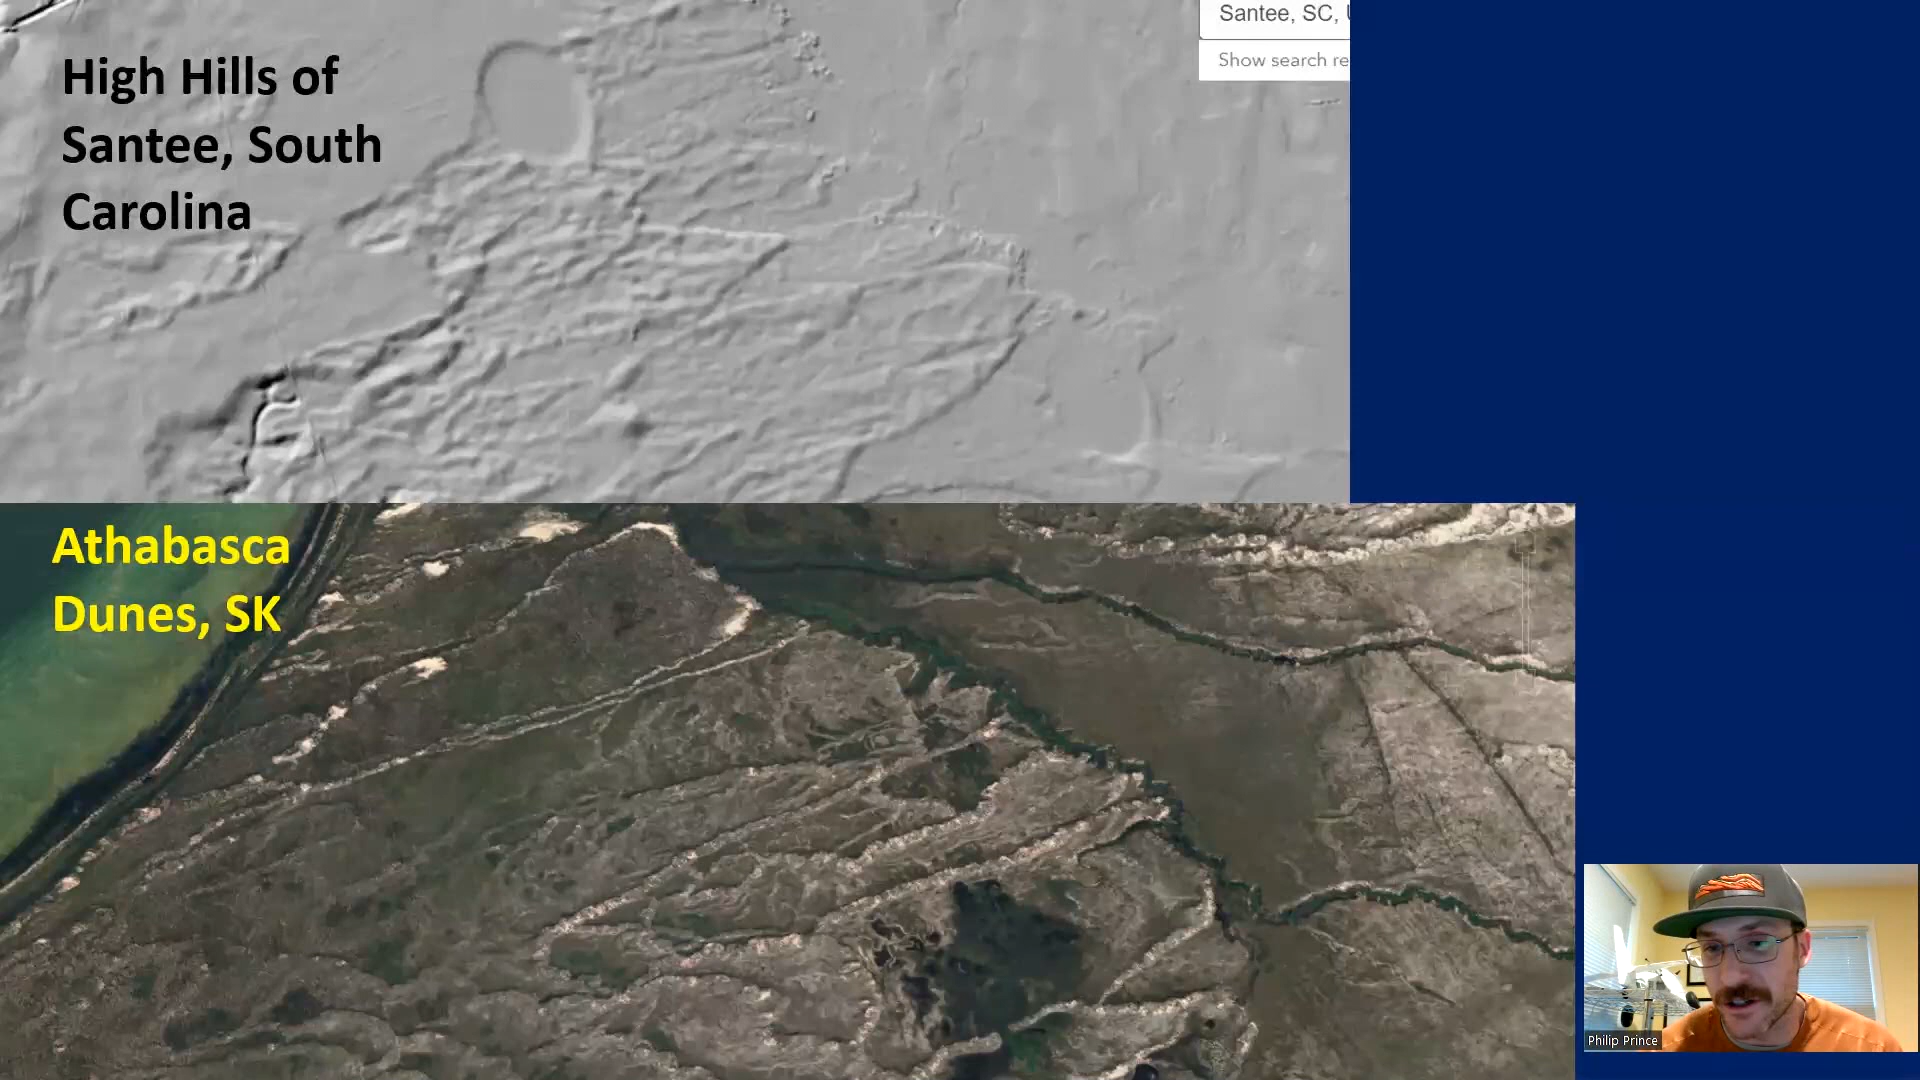 Santee, SC,
Show search re
High Hills of
Santee, South
Carolina
Athabasca
Dunes, SK
Philip Prince